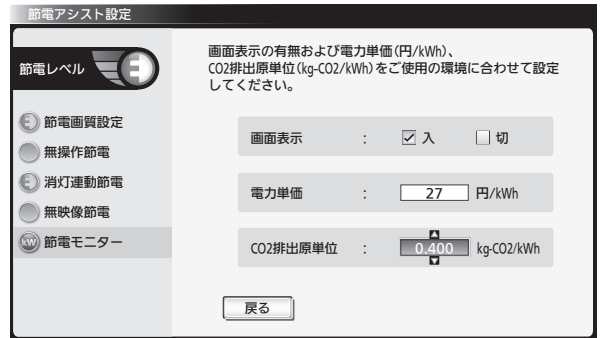 節電アシスト設定
節電レベル
節電画質設定
無操作節電
消灯連動節電
無映像節電
節電モニター
画面表示の有無および電力単価(円/kWh)、
CO2排出原単位(kg-CO2/kWh)をご使用の環境に合わせて設定
してください。
画面表示 : 入 切
電力単価 : 27 円/kWh
CO2排出原単位 : 0.400 kg-CO2/kWh
戻る